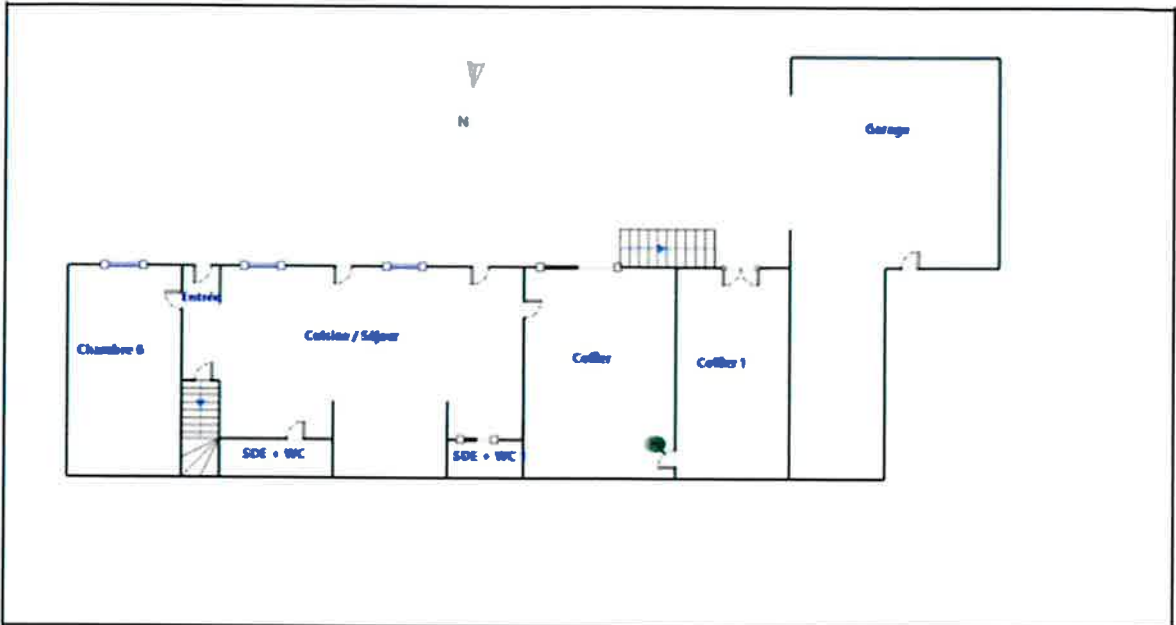 Garage
N
Entrée
Cuisine / Séjour
Chambre 6
Cellier
Cellier 1
SDE + WC
SDE + WC 1